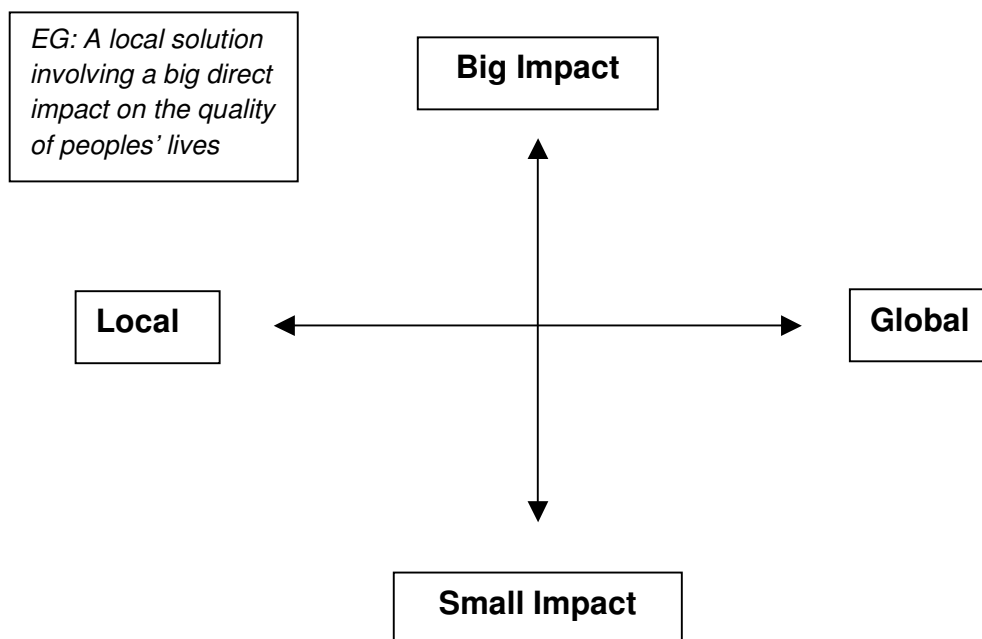 EG: A local solution
involving a big direct
impact on the quality
of peoples’ lives
Big Impact
Local
Global
Small Impact